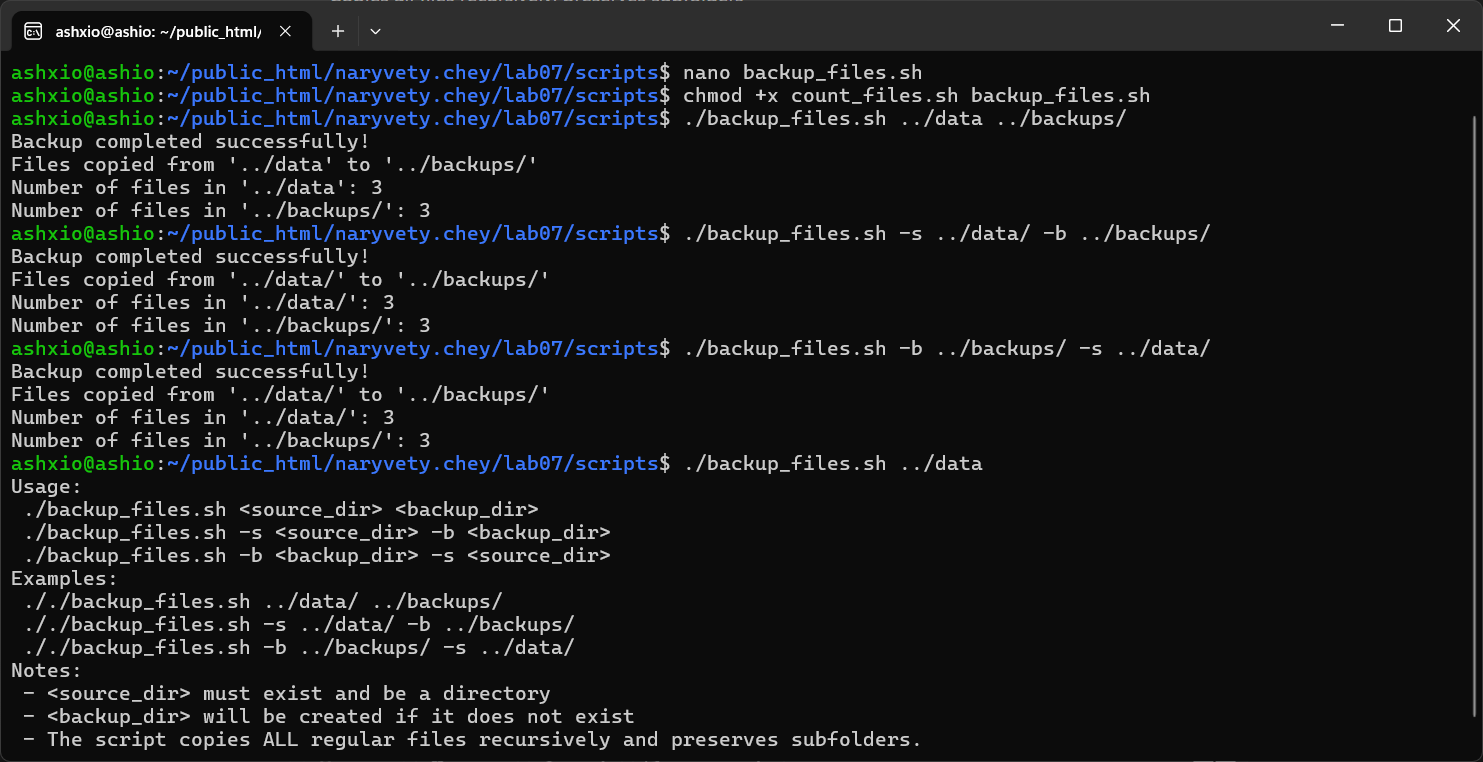 ashxio@ashio: ~/public_html/
ashxio@ashio:~/public_html/naryvety.chey/lab07/scripts$ nano backup_files.sh
ashxio@ashio:~/public_html/naryvety.chey/lab07/scripts$ chmod +x count_files.sh backup_files.sh
ashxio@ashio:~/public_html/naryvety.chey/lab07/scripts$ ./backup_files.sh ../data ../backups/
Backup completed successfully!
Files copied from '../data' to '../backups/'
Number of files in '../data': 3
Number of files in '../backups/': 3
ashxio@ashio:~/public_html/naryvety.chey/lab07/scripts$ ./backup_files.sh -s ../data/ -b ../backups/
Backup completed successfully!
Files copied from '../data/' to '../backups/'
Number of files in '../data/': 3
Number of files in '../backups/': 3
ashxio@ashio:~/public_html/naryvety.chey/lab07/scripts$ ./backup_files.sh -b ../backups/ -s ../data/
Backup completed successfully!
Files copied from '../data/' to '../backups/'
Number of files in '../data/': 3
Number of files in '../backups/': 3
ashxio@ashio:~/public_html/naryvety.chey/lab07/scripts$ ./backup_files.sh ../data
Usage:
 ./backup_files.sh <source_dir> <backup_dir>
 ./backup_files.sh -s <source_dir> -b <backup_dir>
 ./backup_files.sh -b <backup_dir> -s <source_dir>
Examples:
 ././backup_files.sh ../data/ ../backups/
 ././backup_files.sh -s ../data/ -b ../backups/
 ././backup_files.sh -b ../backups/ -s ../data/
Notes:
 - <source_dir> must exist and be a directory
 - <backup_dir> will be created if it does not exist
 - The script copies ALL regular files recursively and preserves subfolders.